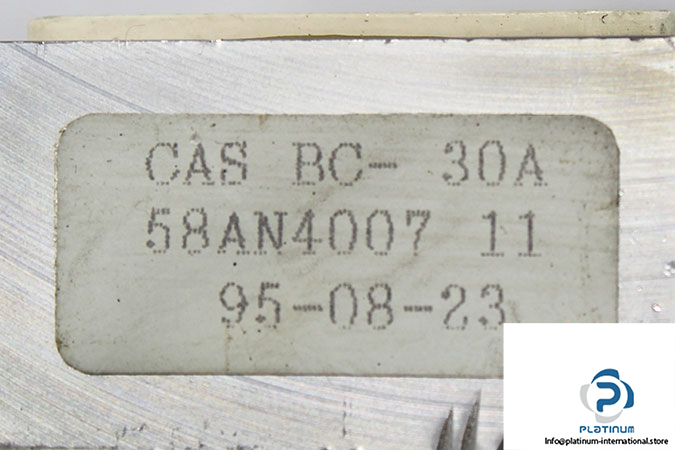 CAS BC- 30A
58AN4007 11
95-08-23
PLATINUM
Info@platinum-international.store